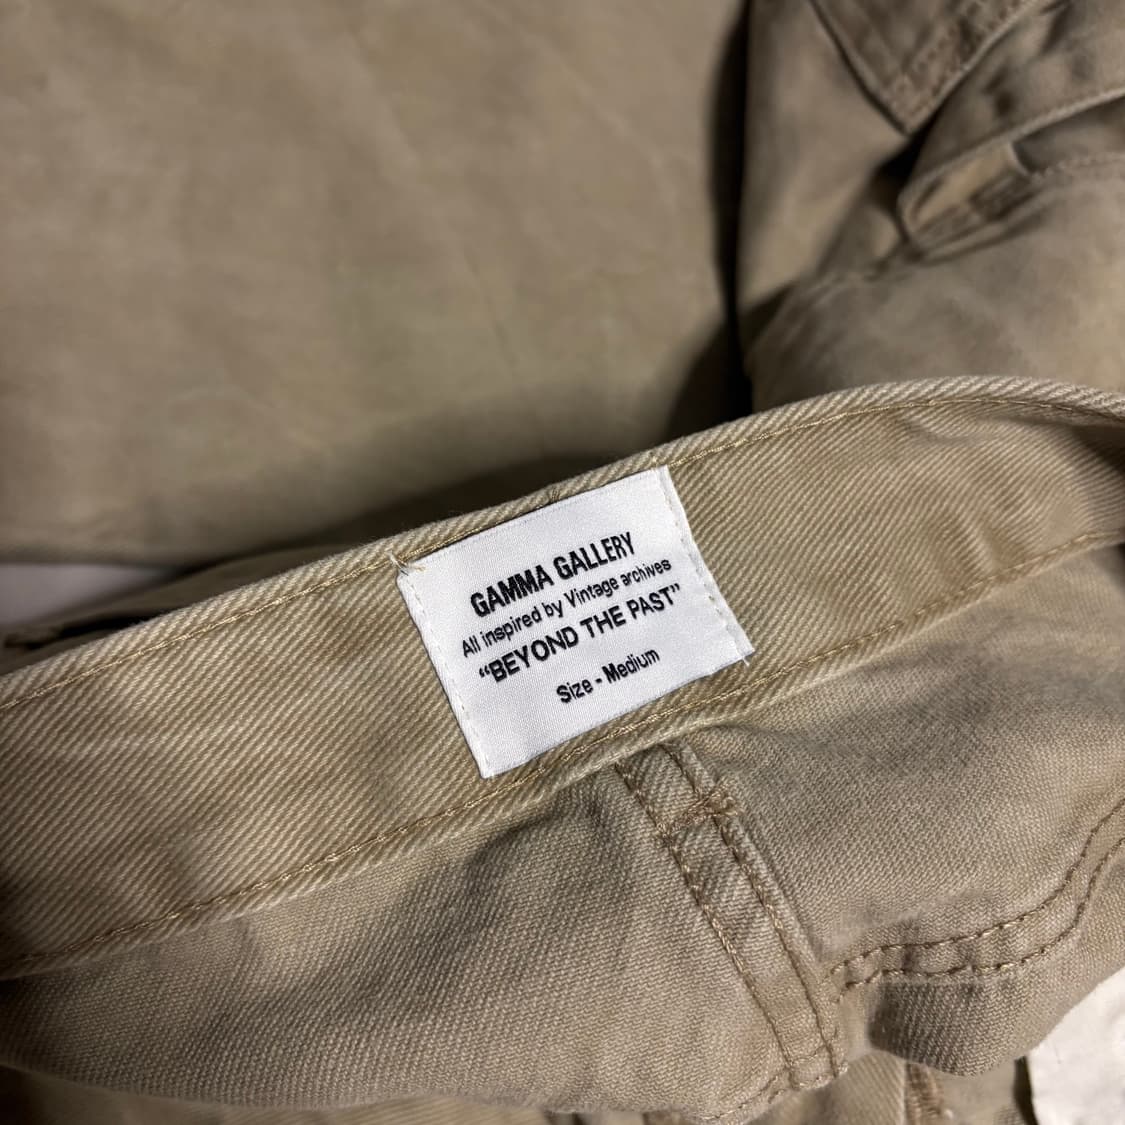 GAMMA GALLERY
All inspired by Vintage archives
“BEYOND THE PAST”
Size - Medium